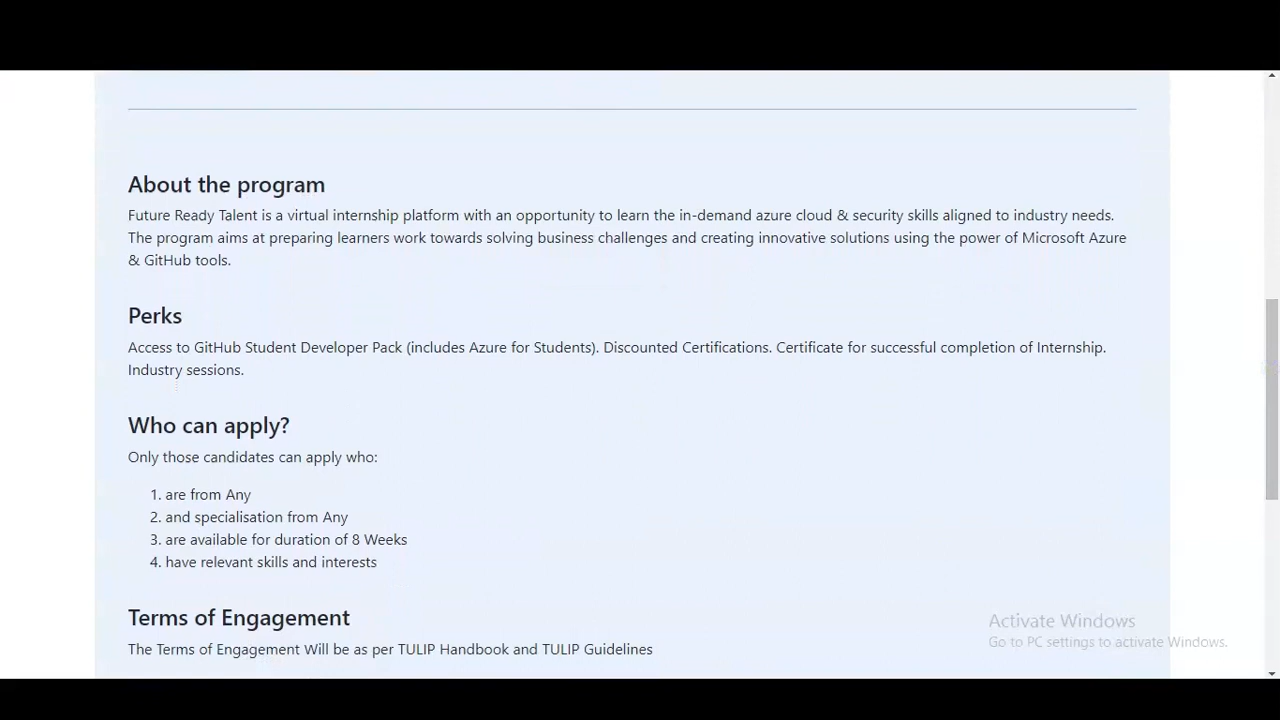 About the program
Future Ready Talent is a virtual internship platform with an opportunity to learn the in-demand azure cloud & security skills aligned to industry needs.
The program aims at preparing learners work towards solving business challenges and creating innovative solutions using the power of Microsoft Azure
& GitHub tools.
Perks
Access to GitHub Student Developer Pack (includes Azure for Students). Discounted Certifications. Certificate for successful completion of Internship.
Industry sessions.
Who can apply?
Only those candidates can apply who:
1. are from Any
2. and specialisation from Any
3. are available for duration of 8 Weeks
4. have relevant skills and interests
Terms of Engagement
The Terms of Engagement Will be as per TULIP Handbook and TULIP Guidelines
Activate Windows
Go to PC settings to activate Windows.